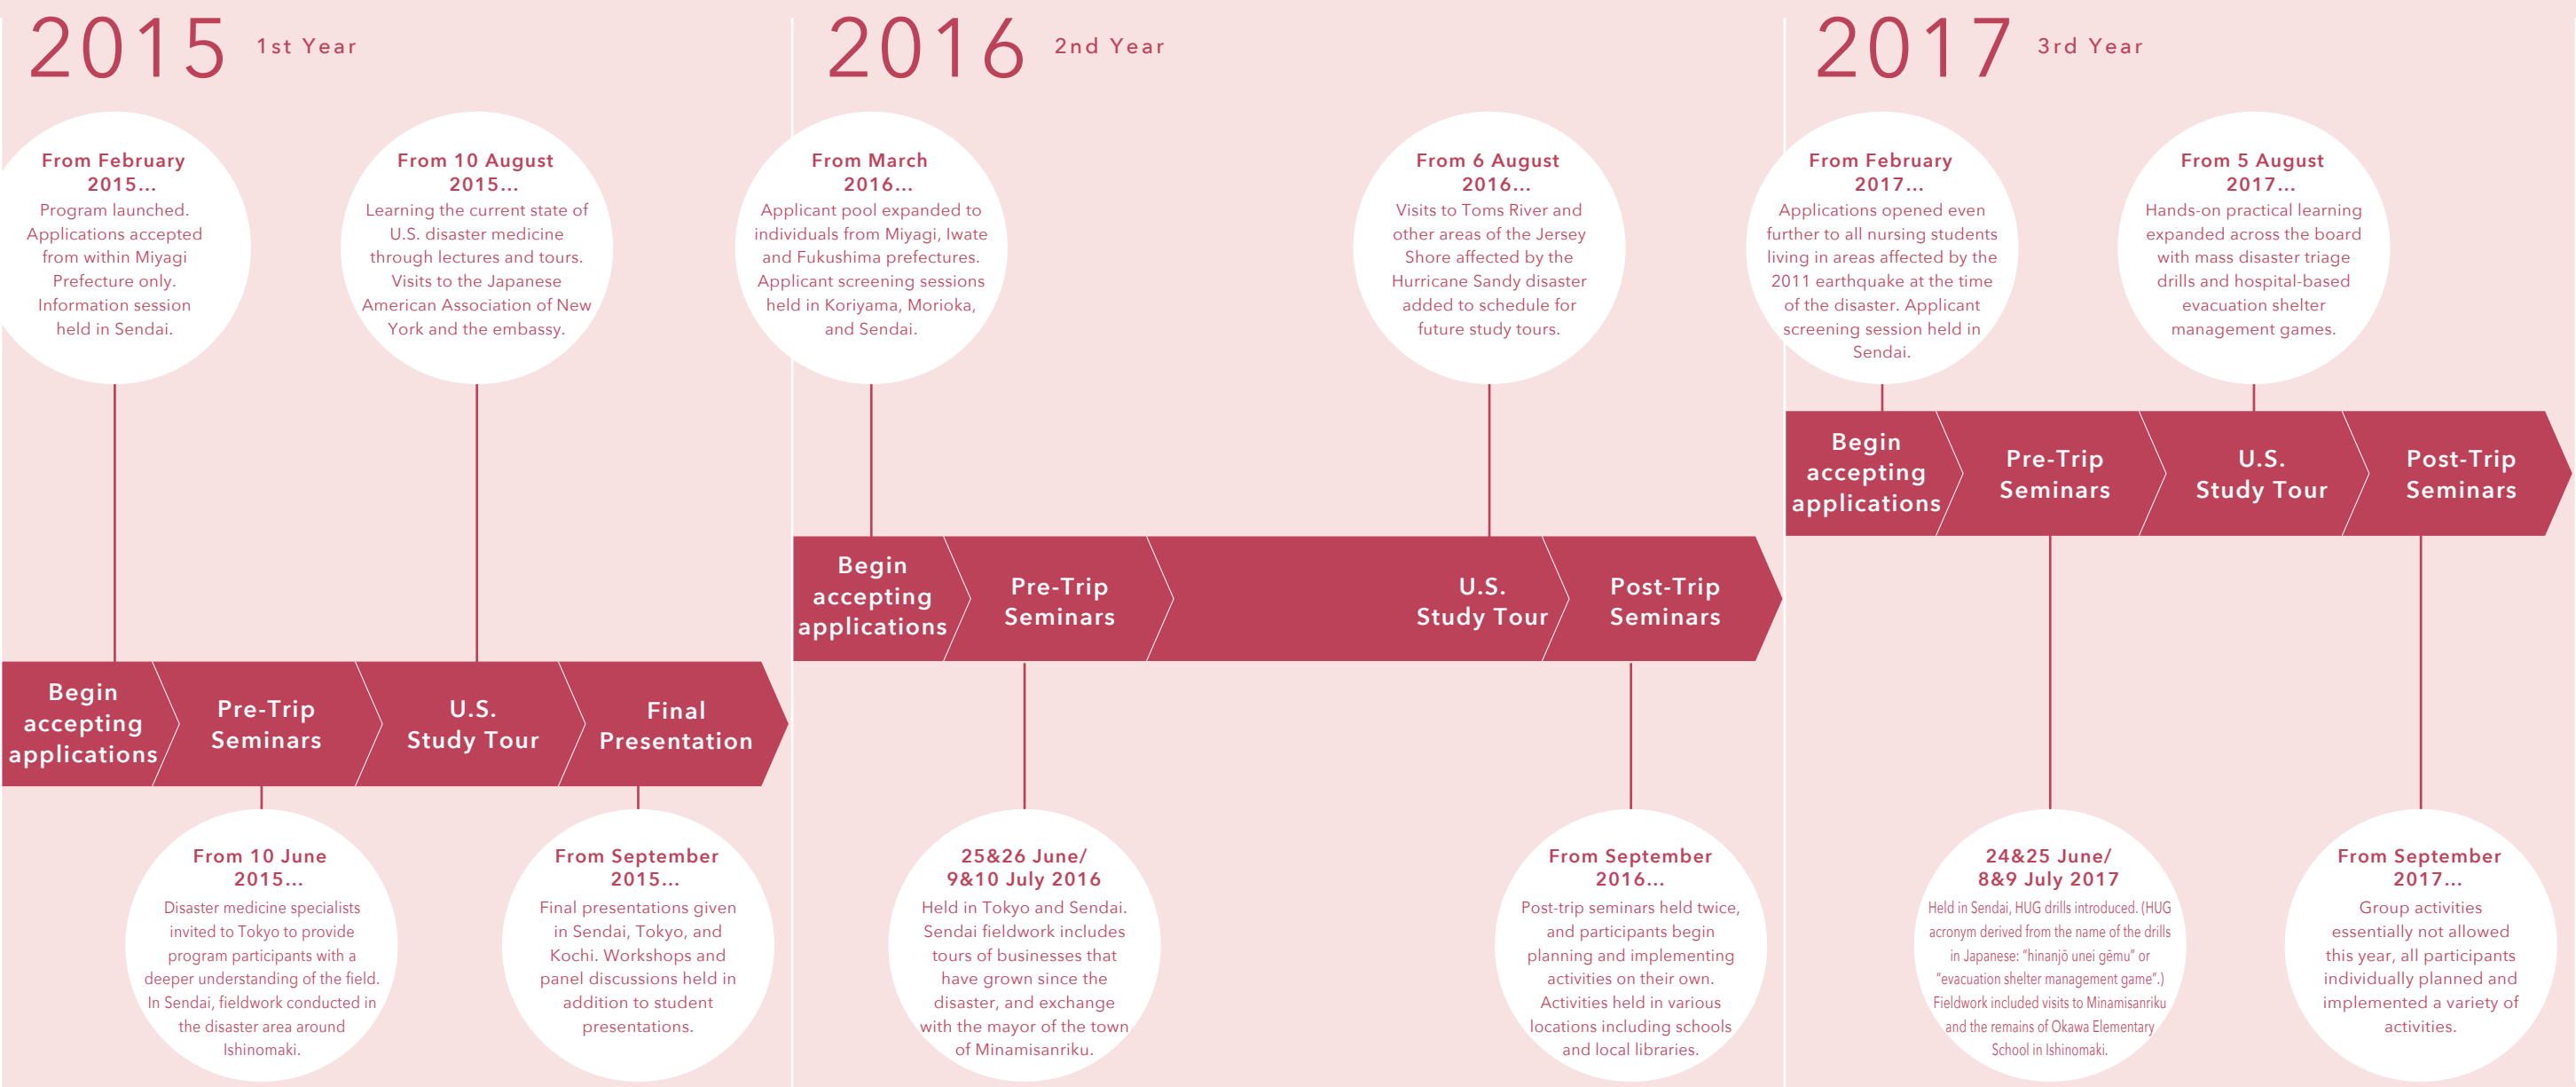 2015 1st Year
From February
2015...
Program launched.
Applications accepted
from within Miyagi
Prefecture only.
Information session
held in Sendai.
From 10 August
2015...
Learning the current state of
U.S. disaster medicine
through lectures and tours.
Visits to the Japanese
American Association of New
York and the embassy.
Begin
accepting
applications
Pre-Trip
Seminars
U.S.
Study Tour
Final
Presentation
From 10 June
2015...
Disaster medicine specialists
invited to Tokyo to provide
program participants with a
deeper understanding of the field.
In Sendai, fieldwork conducted in
the disaster area around
Ishinomaki.
From September
2015...
Final presentations given
in Sendai, Tokyo, and
Kochi. Workshops and
panel discussions held in
addition to student
presentations.
2016 2nd Year
From March
2016...
Applicant pool expanded to
individuals from Miyagi, Iwate
and Fukushima prefectures.
Applicant screening sessions
held in Koriyama, Morioka,
and Sendai.
From 6 August
2016...
Visits to Toms River and
other areas of the Jersey
Shore affected by the
Hurricane Sandy disaster
added to schedule for
future study tours.
Begin
accepting
applications
Pre-Trip
Seminars
U.S.
Study Tour
Post-Trip
Seminars
25&26 June/
9&10 July 2016
Held in Tokyo and Sendai.
Sendai fieldwork includes
tours of businesses that
have grown since the
disaster, and exchange
with the mayor of the town
of Minamisanriku.
From September
2016...
Post-trip seminars held twice,
and participants begin
planning and implementing
activities on their own.
Activities held in various
locations including schools
and local libraries.
2017 3rd Year
From February
2017...
Applications opened even
further to all nursing students
living in areas affected by the
2011 earthquake at the time
of the disaster. Applicant
screening session held in
Sendai.
From 5 August
2017...
Hands-on practical learning
expanded across the board
with mass disaster triage
drills and hospital-based
evacuation shelter
management games.
Begin
accepting
applications
Pre-Trip
Seminars
U.S.
Study Tour
Post-Trip
Seminars
24&25 June/
8&9 July 2017
Held in Sendai, HUG drills introduced. (HUG
acronym derived from the name of the drills
in Japanese: "hinanjō unei gēmu" or
"evacuation shelter management game".)
Fieldwork included visits to Minamisanriku
and the remains of Okawa Elementary
School in Ishinomaki.
From September
2017...
Group activities
essentially not allowed
this year, all participants
individually planned and
implemented a variety of
activities.